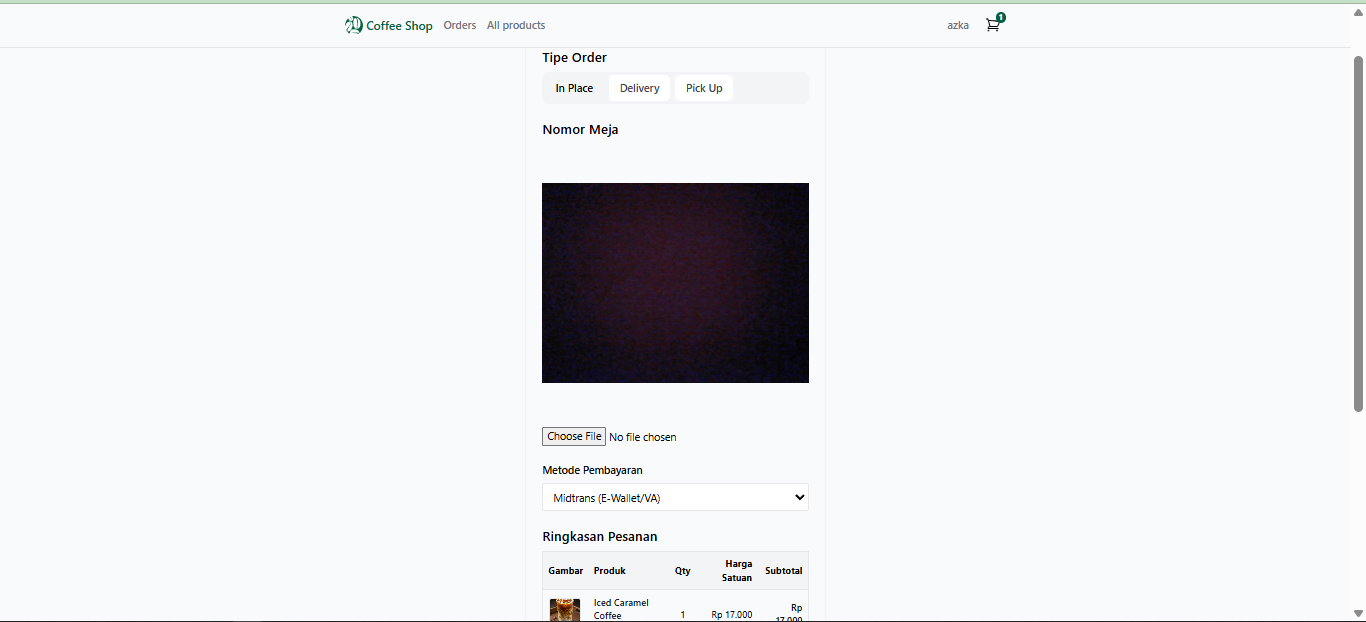 Coffee Shop Orders All products azka 1
Tipe Order
In Place Delivery Pick Up
Nomor Meja
Choose File No file chosen
Metode Pembayaran
Midtrans (E-Wallet/VA)
Ringkasan Pesanan
Gambar Produk Qty Harga Satuan Subtotal
Iced Caramel Coffee 1 Rp 17.000 Rp 17.000